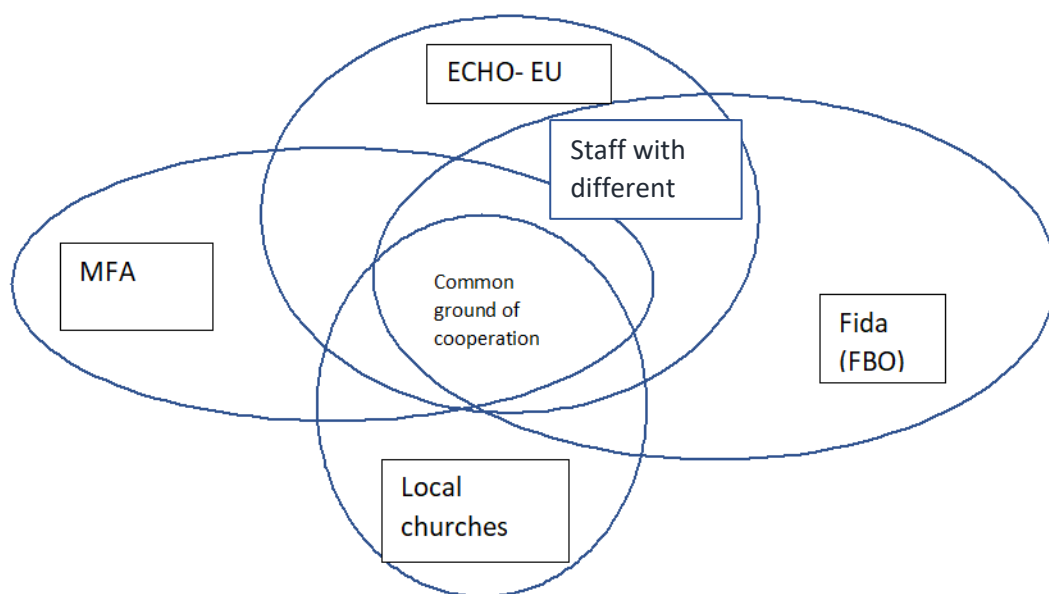 ECHO- EU
Staff with
different
MFA
Common
ground of
cooperation
Fida
(FBO)
Local
churches